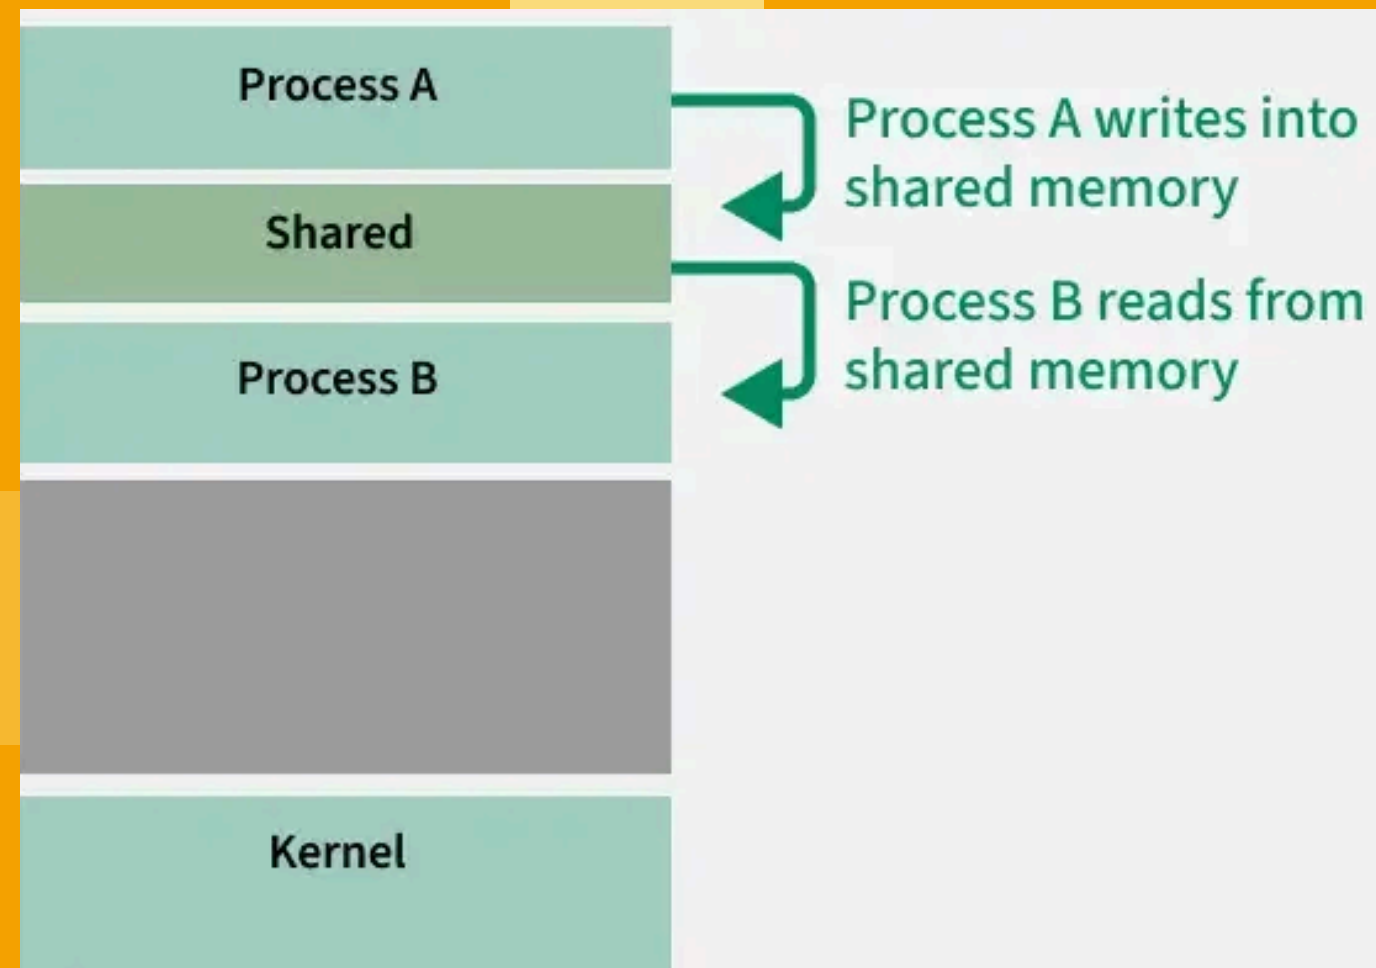 Process A
Process A writes into
shared memory
Shared
Process B reads from
shared memory
Process B
Kernel